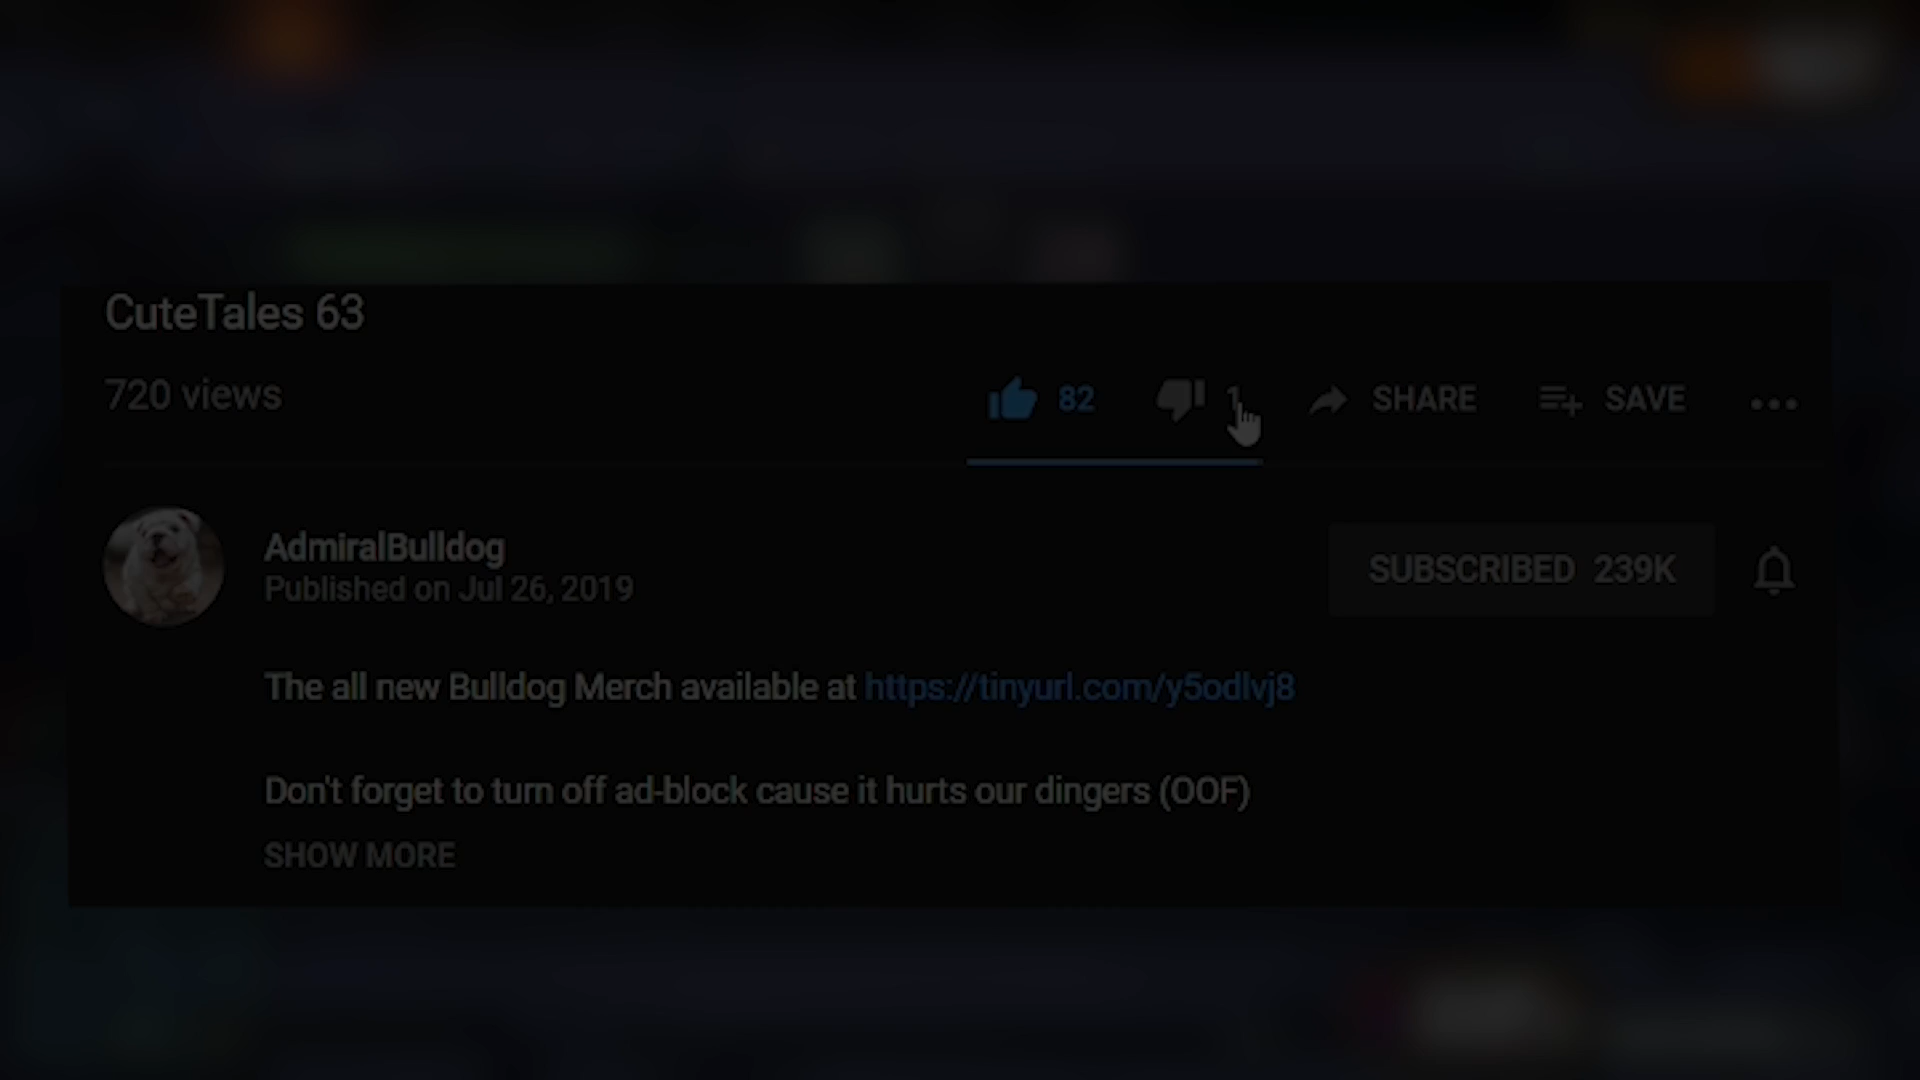 CuteTales 63
720 views
82 1 SHARE SAVE
AdmiralBulldog
Published on Jul 26, 2019
SUBSCRIBED 239K
The all new Bulldog Merch available at https://tinyurl.com/y5odlvj8
Don't forget to turn off ad-block cause it hurts our dingers (OOF)
SHOW MORE